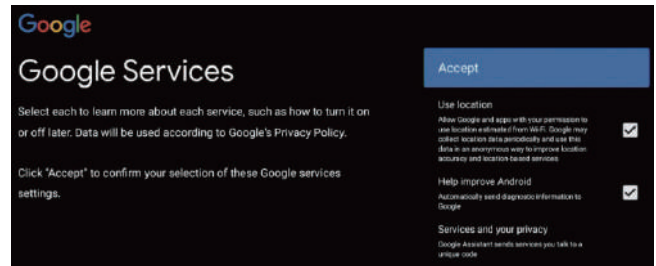 Google
Google Services
Select each to learn more about each service, such as how to turn it on
or off later. Data will be used according to Google's Privacy Policy.
Click "Accept" to confirm your selection of these Google services
settings.
Accept
Use location
Allow Google and apps with your permission to
use location estimated from Wi-Fi. Google may
collect location data periodically and use this
data in an anonymous way to improve location
accuracy and location-based services
Help improve Android
Automatically send diagnostic information to
Google
Services and your privacy
Google Assistant sends services you talk to a
unique code